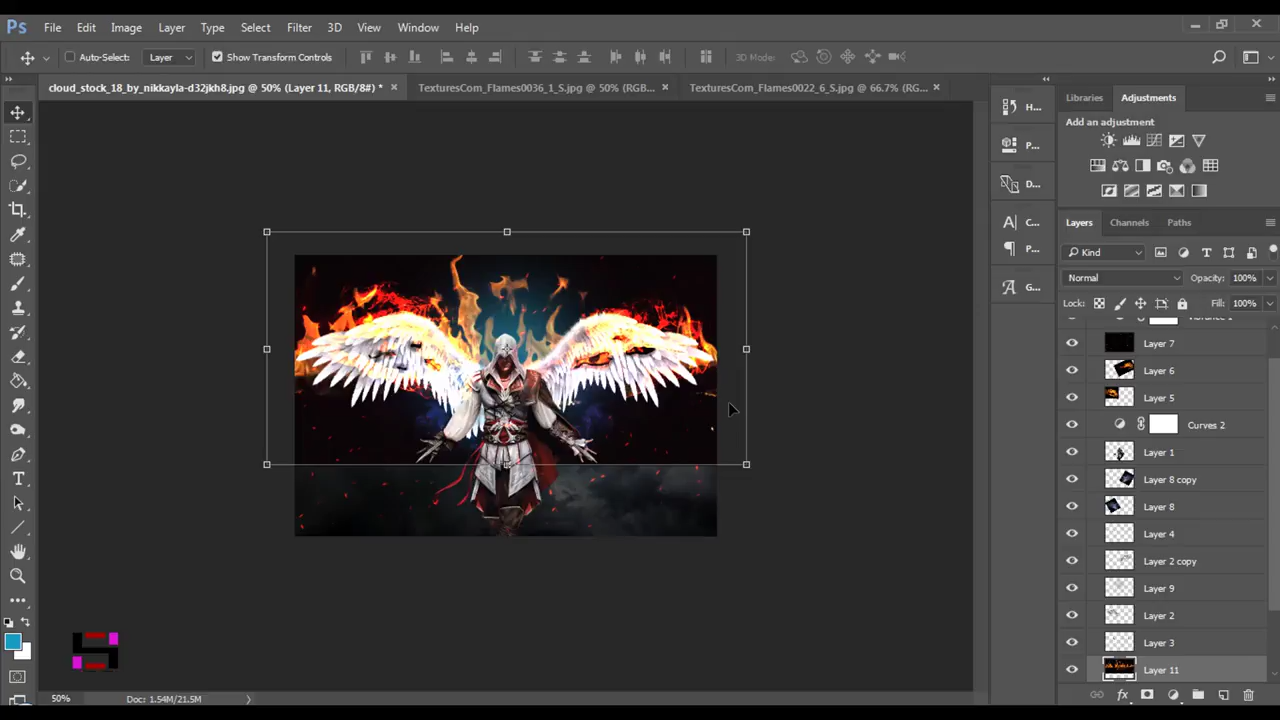 Ps File Edit Image Layer Type Select Filter 3D View Window Help
Auto-Select: Layer Show Transform Controls 3D Mode:
cloud_stock_18_by_nikkayla-d32jkh8.jpg @ 50% (Layer 11, RGB/8#) * × TexturesCom_Flames0036_1_S.jpg @ 50% (RGB... × TexturesCom_Flames0022_6_S.jpg @ 66.7% (RG... ×
H...
P...
D...
C...
P...
G...
Libraries Adjustments
Add an adjustment
Layers Channels Paths
Kind
Normal Opacity: 100%
Lock: Fill: 100%
Vibrance 1
Layer 7
Layer 6
Layer 5
Curves 2
Layer 1
Layer 8 copy
Layer 8
Layer 4
Layer 2 copy
Layer 9
Layer 2
Layer 3
Layer 11
50% Doc: 1.54M/21.5M